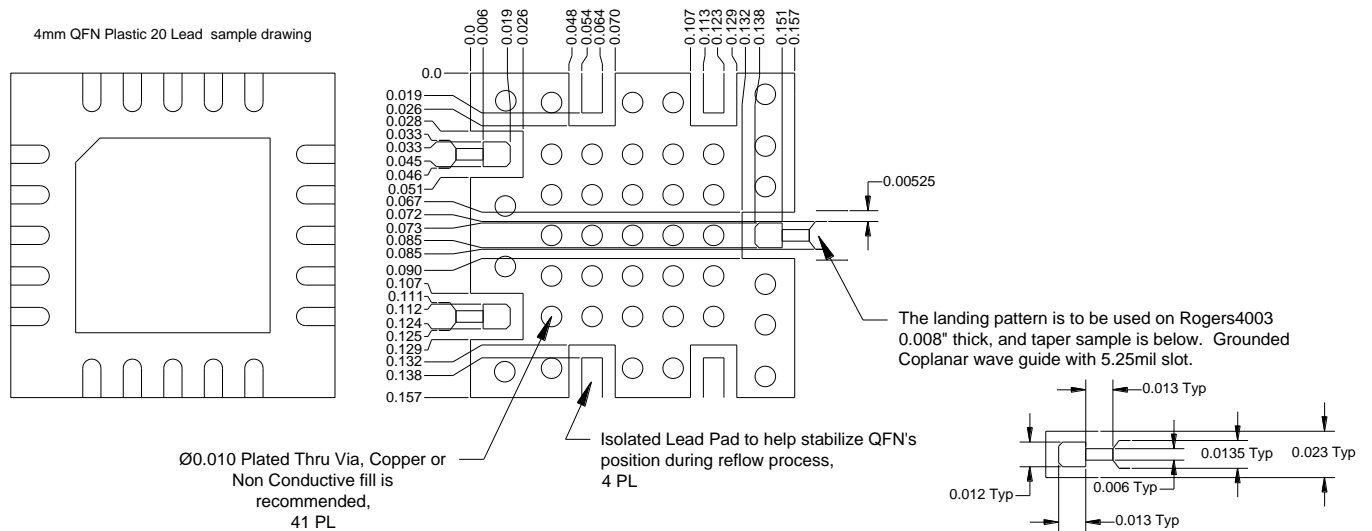 4mm QFN Plastic 20 Lead sample drawing
0.0
0.006
0.019
0.026
0.048
0.054
0.064
0.070
0.107
0.113
0.123
0.129
0.132
0.138
0.151
0.157
0.0
0.019
0.026
0.028
0.033
0.033
0.045
0.046
0.051
0.067
0.072
0.073
0.085
0.085
0.090
0.107
0.111
0.112
0.124
0.125
0.129
0.132
0.138
0.157
0.00525
The landing pattern is to be used on Rogers4003
0.008" thick, and taper sample is below. Grounded
Coplanar wave guide with 5.25mil slot.
Ø0.010 Plated Thru Via, Copper or
Non Conductive fill is
recommended,
41 PL
Isolated Lead Pad to help stabilize QFN's
position during reflow process,
4 PL
0.013 Typ
0.0135 Typ
0.023 Typ
0.006 Typ
0.012 Typ
0.013 Typ